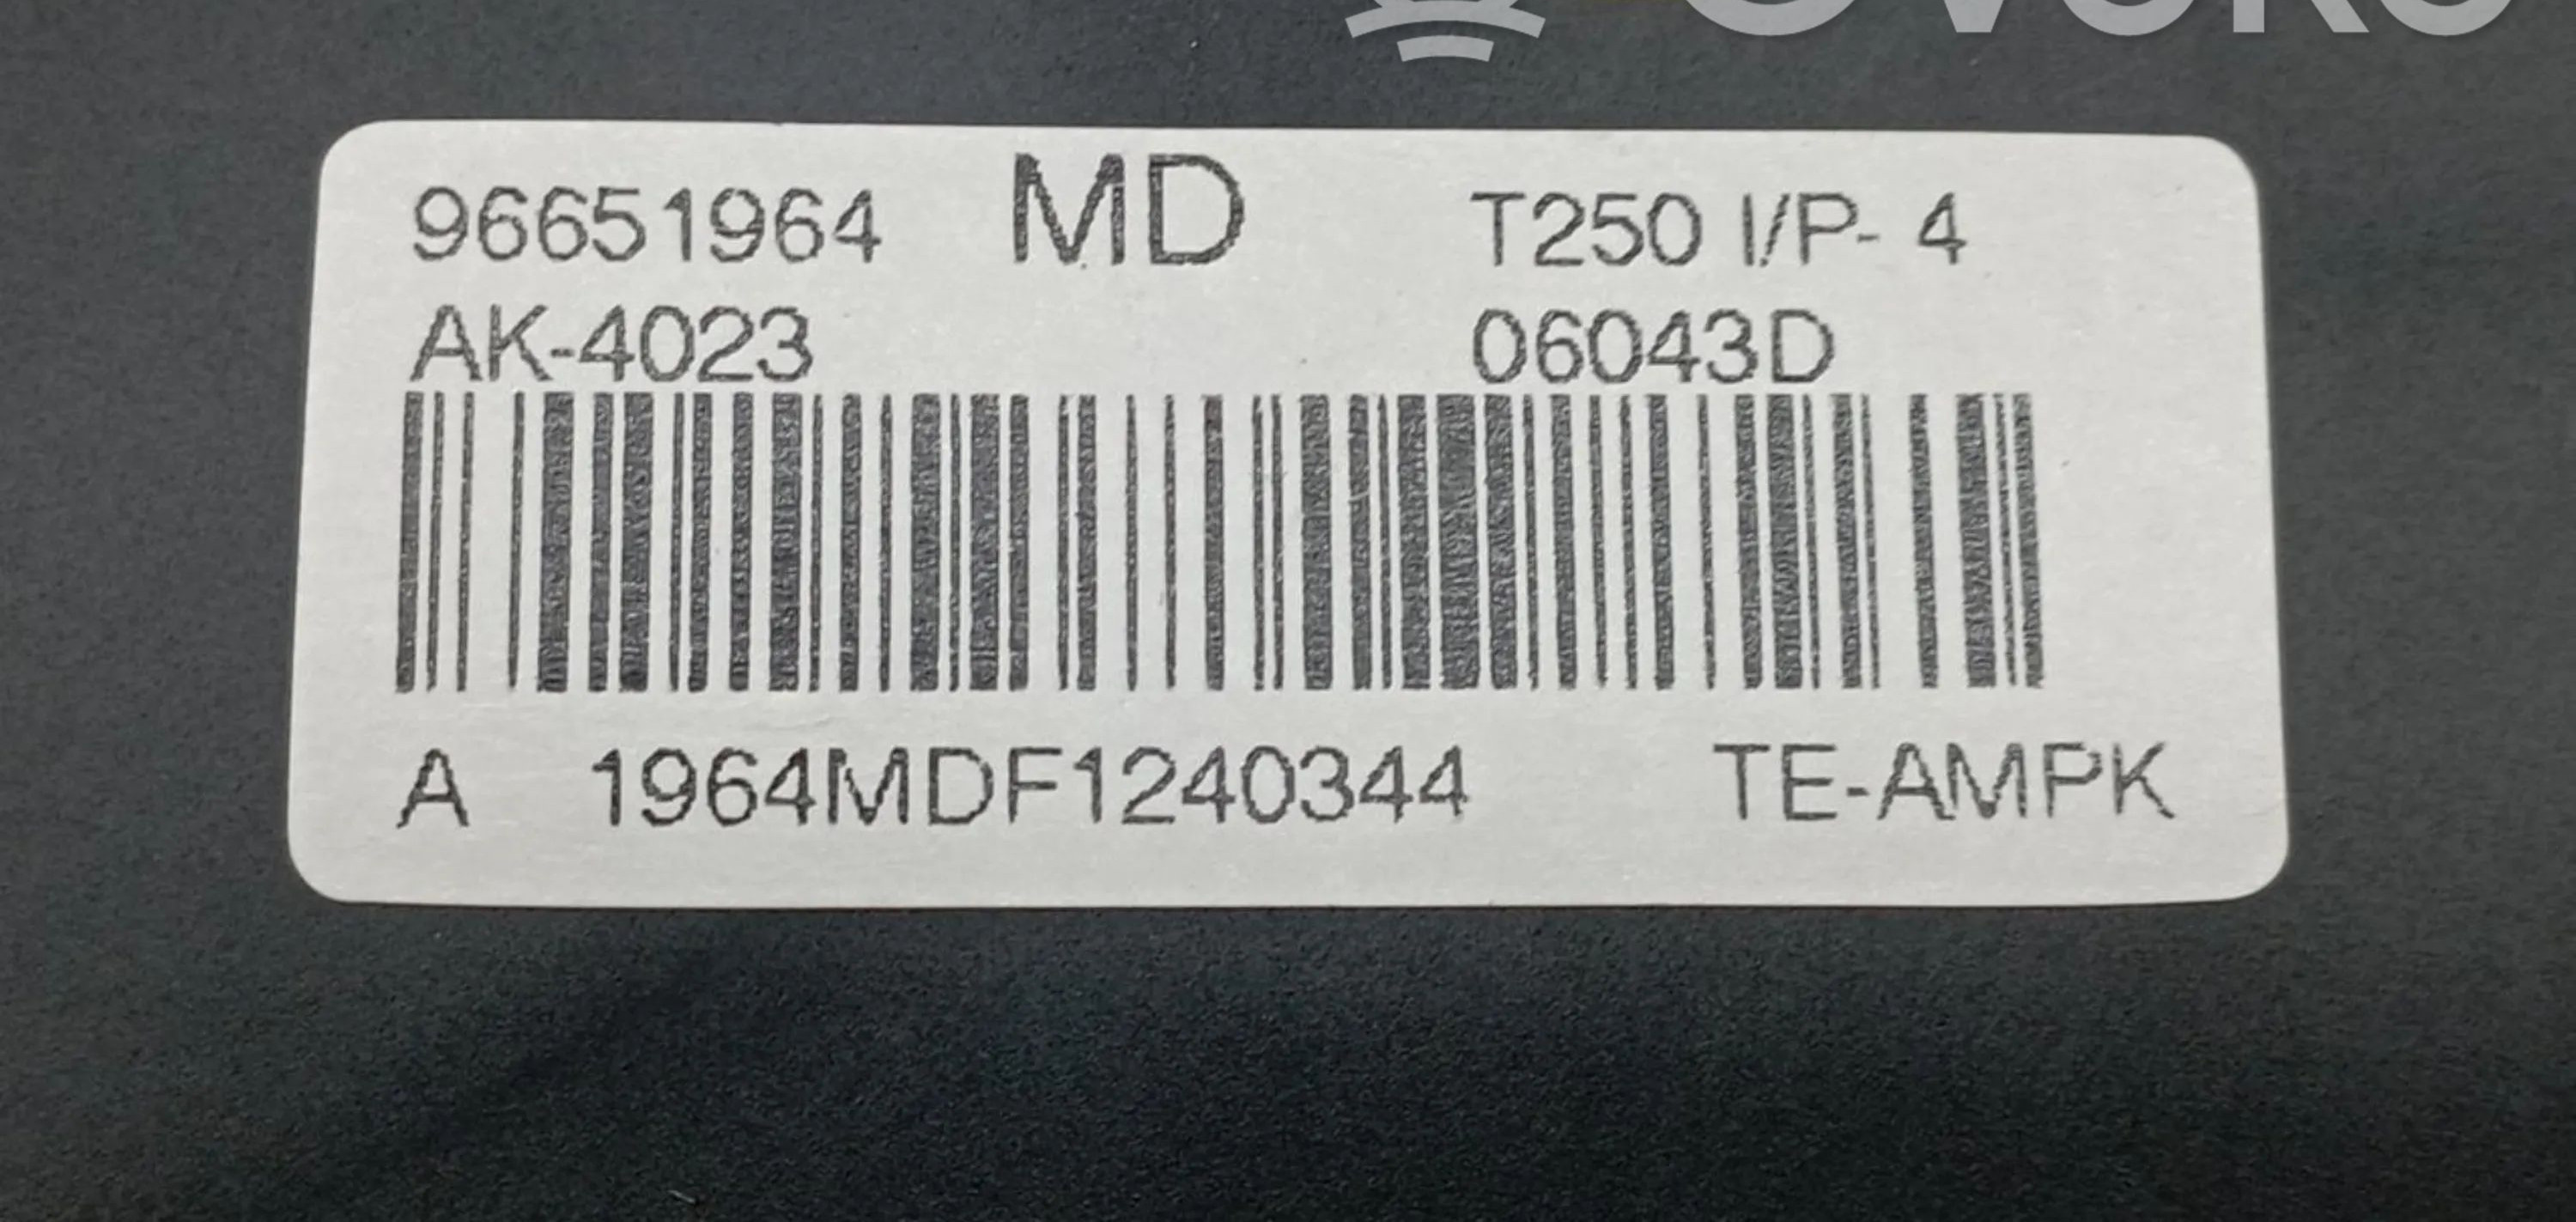 96651964 MD T250 I/P- 4
AK-4023 06043D
A 1964MDF1240344 TE-AMPK